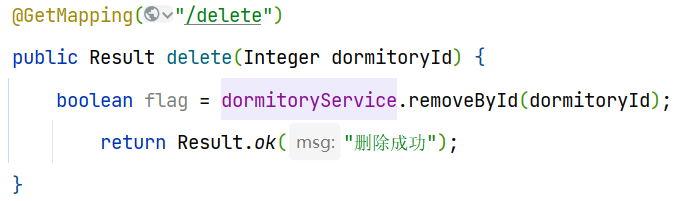 @GetMapping("/delete")
public Result delete(Integer dormitoryId) {
    boolean flag = dormitoryService.removeById(dormitoryId);
        return Result.ok( msg: "删除成功");
}